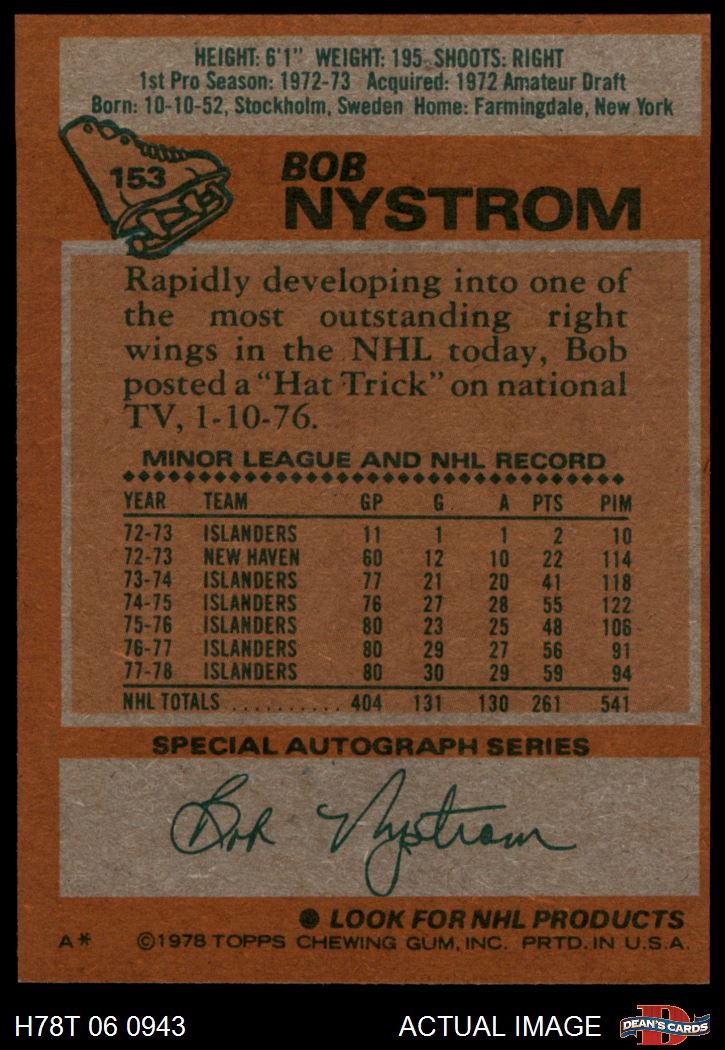 HEIGHT: 6'1" WEIGHT: 195 SHOOTS: RIGHT
1st Pro Season: 1972-73 Acquired: 1972 Amateur Draft
Born: 10-10-52, Stockholm, Sweden Home: Farmingdale, New York
153
BOB
NYSTROM
Rapidly developing into one of
the most outstanding right
wings in the NHL today, Bob
posted a "Hat Trick" on national
TV, 1-10-76.
MINOR LEAGUE AND NHL RECORD
YEAR TEAM GP G A PTS PIM
72-73 ISLANDERS 11 1 1 2 10
72-73 NEW HAVEN 60 12 10 22 114
73-74 ISLANDERS 77 21 20 41 118
74-75 ISLANDERS 76 27 28 55 122
75-76 ISLANDERS 80 23 25 48 106
76-77 ISLANDERS 80 29 27 56 91
77-78 ISLANDERS 80 30 29 59 94
NHL TOTALS .......... 404 131 130 261 541
SPECIAL AUTOGRAPH SERIES
Bob Nystrom
● LOOK FOR NHL PRODUCTS
A* ©1978 TOPPS CHEWING GUM, INC. PRTD. IN U.S.A.
H78T 06 0943 ACTUAL IMAGE D DEAN'S CARDS